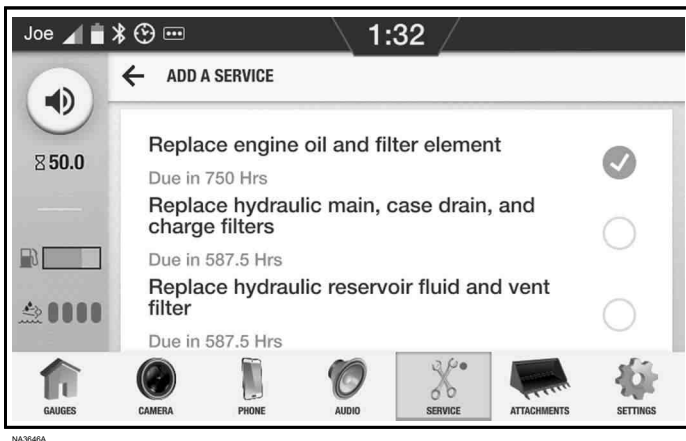 Joe
1:32
ADD A SERVICE
50.0
Replace engine oil and filter element
Due in 750 Hrs
Replace hydraulic main, case drain, and
charge filters
Due in 587.5 Hrs
Replace hydraulic reservoir fluid and vent
filter
Due in 587.5 Hrs
GAUGES CAMERA PHONE AUDIO SERVICE ATTACHMENTS SETTINGS
NA3646A